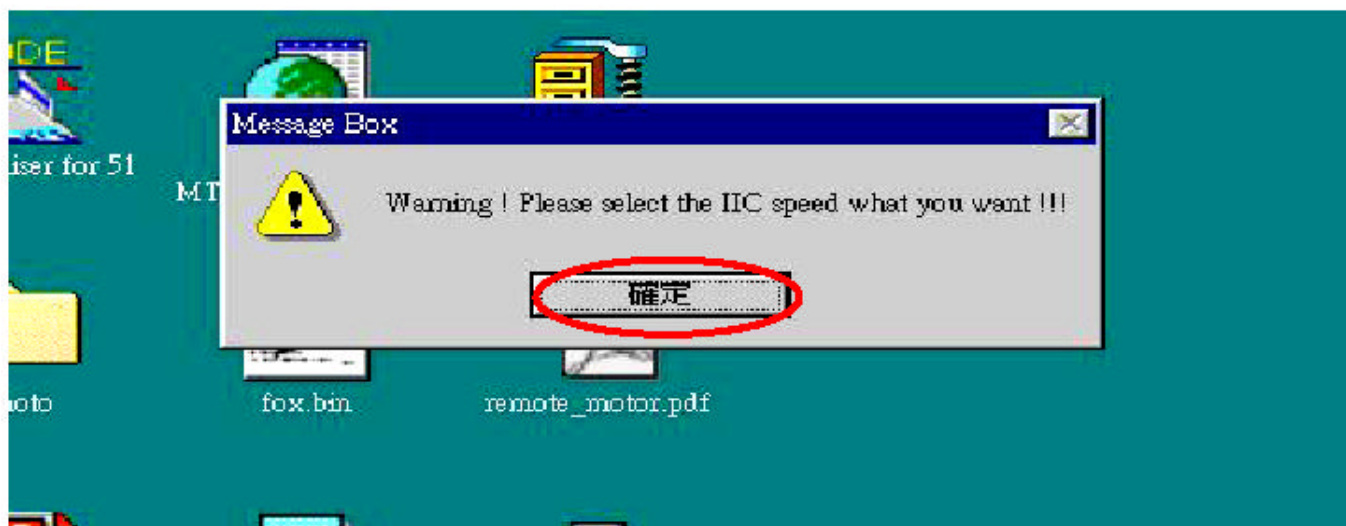 DE
Message Box
iser for 51
MT
Warning ! Please select the IIC speed what you want !!!
確定
oto
fox.bin
remote_motor.pdf